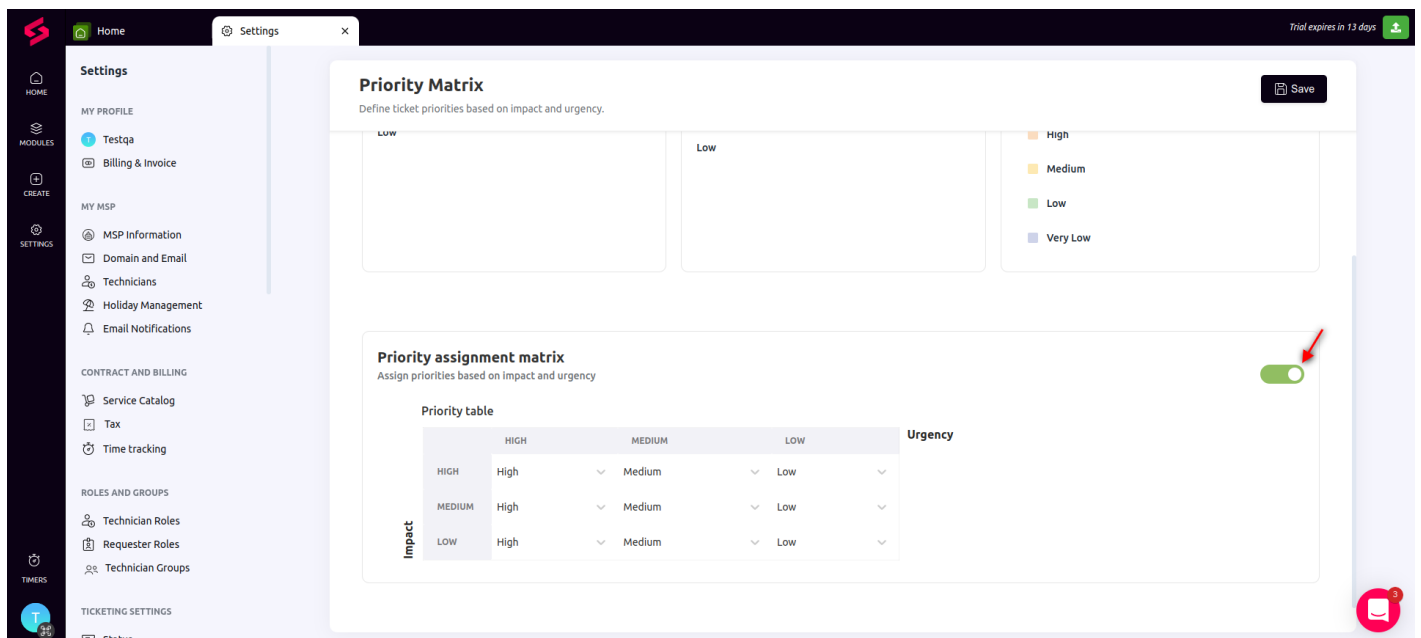 Home
Settings
Trial expires in 13 days
HOME
MODULES
CREATE
SETTINGS
TIMERS
T
Settings
MY PROFILE
T Testqa
Billing & Invoice
MY MSP
MSP Information
Domain and Email
Technicians
Holiday Management
Email Notifications
CONTRACT AND BILLING
Service Catalog
Tax
Time tracking
ROLES AND GROUPS
Technician Roles
Requester Roles
Technician Groups
TICKETING SETTINGS
Status
Priority Matrix
Define ticket priorities based on impact and urgency.
Save
Low
Low
High
Medium
Low
Very Low
Priority assignment matrix
Assign priorities based on impact and urgency
Priority table
HIGH MEDIUM LOW
Urgency
HIGH High Medium Low
MEDIUM High Medium Low
LOW High Medium Low
Impact
3